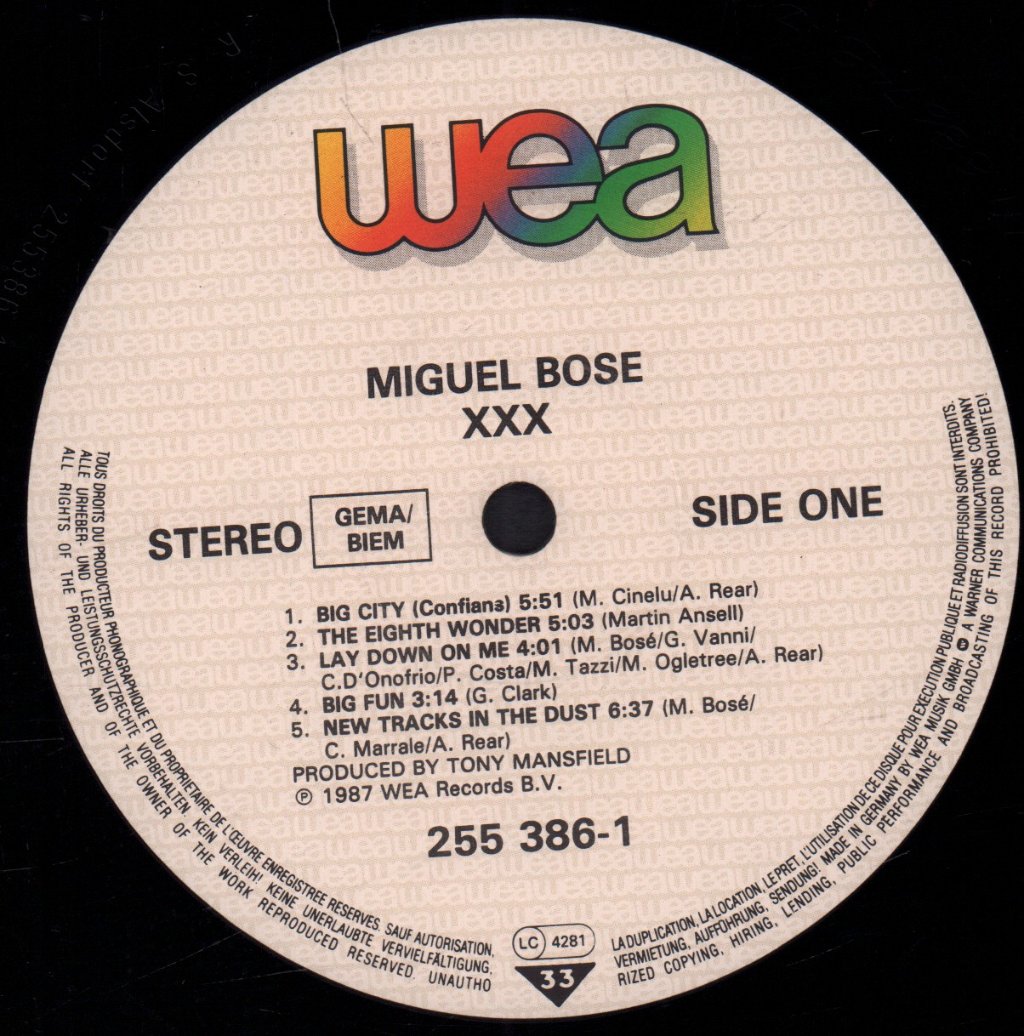 wea
MIGUEL BOSE
XXX
STEREO
GEMA/
BIEM
SIDE ONE
1. BIG CITY (Confians) 5:51 (M. Cinelu/A. Rear)
2. THE EIGHTH WONDER 5:03 (Martin Ansell)
3. LAY DOWN ON ME 4:01 (M. Bosé/G. Vanni/
C.D'Onofrio/P. Costa/M. Tazzi/M. Ogletree/A. Rear)
4. BIG FUN 3:14 (G. Clark)
5. NEW TRACKS IN THE DUST 6:37 (M. Bosé/
C. Marrale/A. Rear)
PRODUCED BY TONY MANSFIELD
℗ 1987 WEA Records B.V.
255 386-1
LC 4281
33
TOUS DROITS DU PRODUCTEUR PHONOGRAPHIQUE ET DU PROPRIETAIRE DE L'ŒUVRE ENREGISTREE RESERVES. SAUF AUTORISATION, LA DUPLICATION, LA LOCATION, LE PRET, L'UTILISATION DE CE DISQUE POUR EXECUTION PUBLIQUE ET RADIODIFFUSION SONT INTERDITS.
ALLE URHEBER- UND LEISTUNGSSCHUTZRECHTE VORBEHALTEN. KEIN VERLEIH! KEINE UNERLAUBTE VERVIELFÄLTIGUNG, VERMIETUNG, AUFFÜHRUNG, SENDUNG! MADE IN GERMANY BY WEA MUSIK GMBH A WARNER COMMUNICATIONS COMPANY
ALL RIGHTS OF THE PRODUCER AND OF THE OWNER OF THE WORK REPRODUCED RESERVED. UNAUTHORIZED COPYING, HIRING, LENDING, PUBLIC PERFORMANCE AND BROADCASTING OF THIS RECORD PROHIBITED!